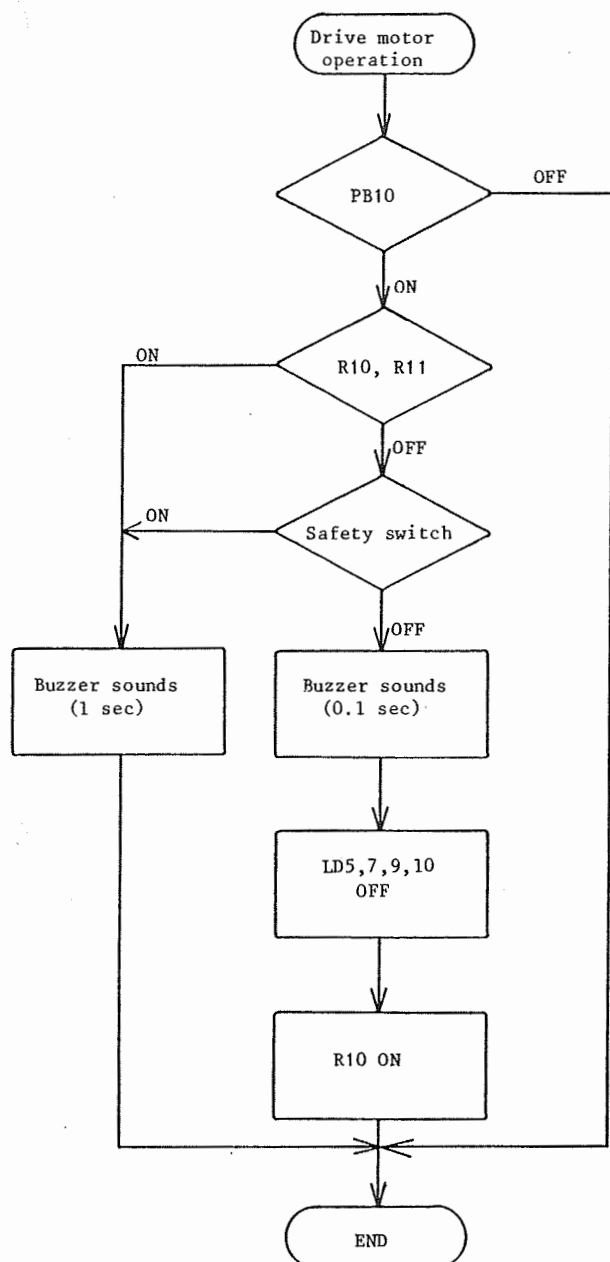 Drive motor
operation
PB10
OFF
ON
ON
R10, R11
OFF
ON
Safety switch
OFF
Buzzer sounds
(1 sec)
Buzzer sounds
(0.1 sec)
LD5,7,9,10
OFF
R10 ON
END